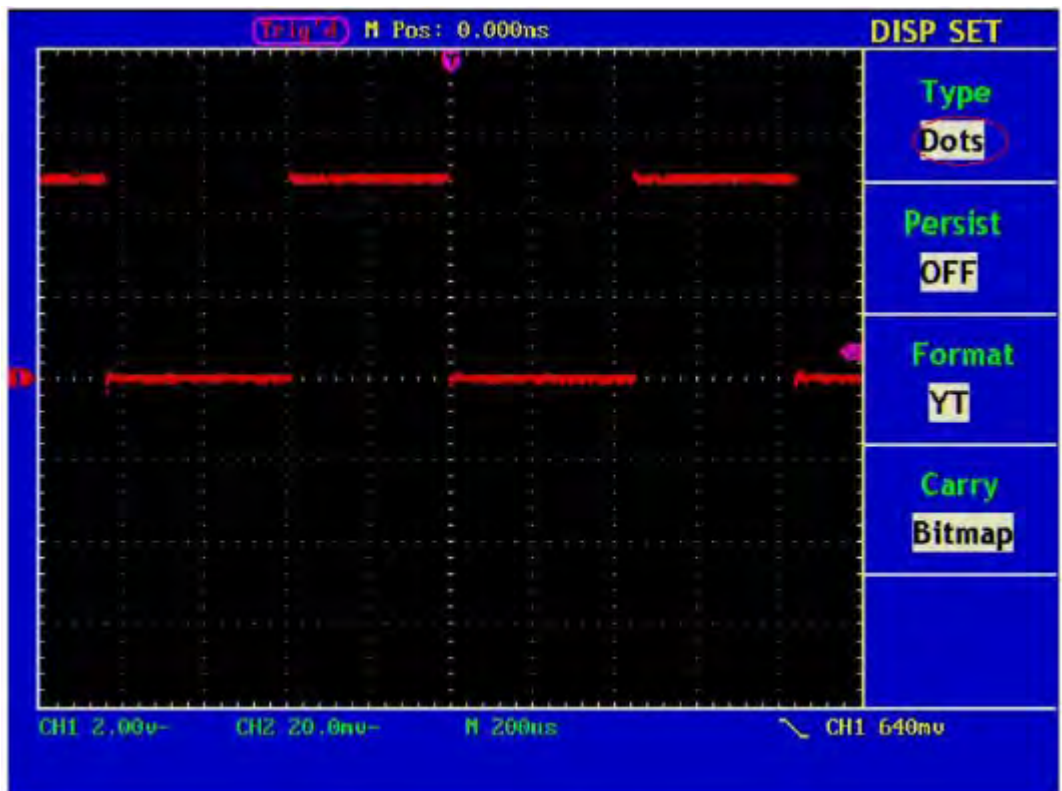 Trig'd M Pos: 0.000ns
DISP SET
Type
Dots
Persist
OFF
Format
YT
Carry
Bitmap
T
1
CH1 2.00v- CH2 20.0mv- M 200us CH1 640mv